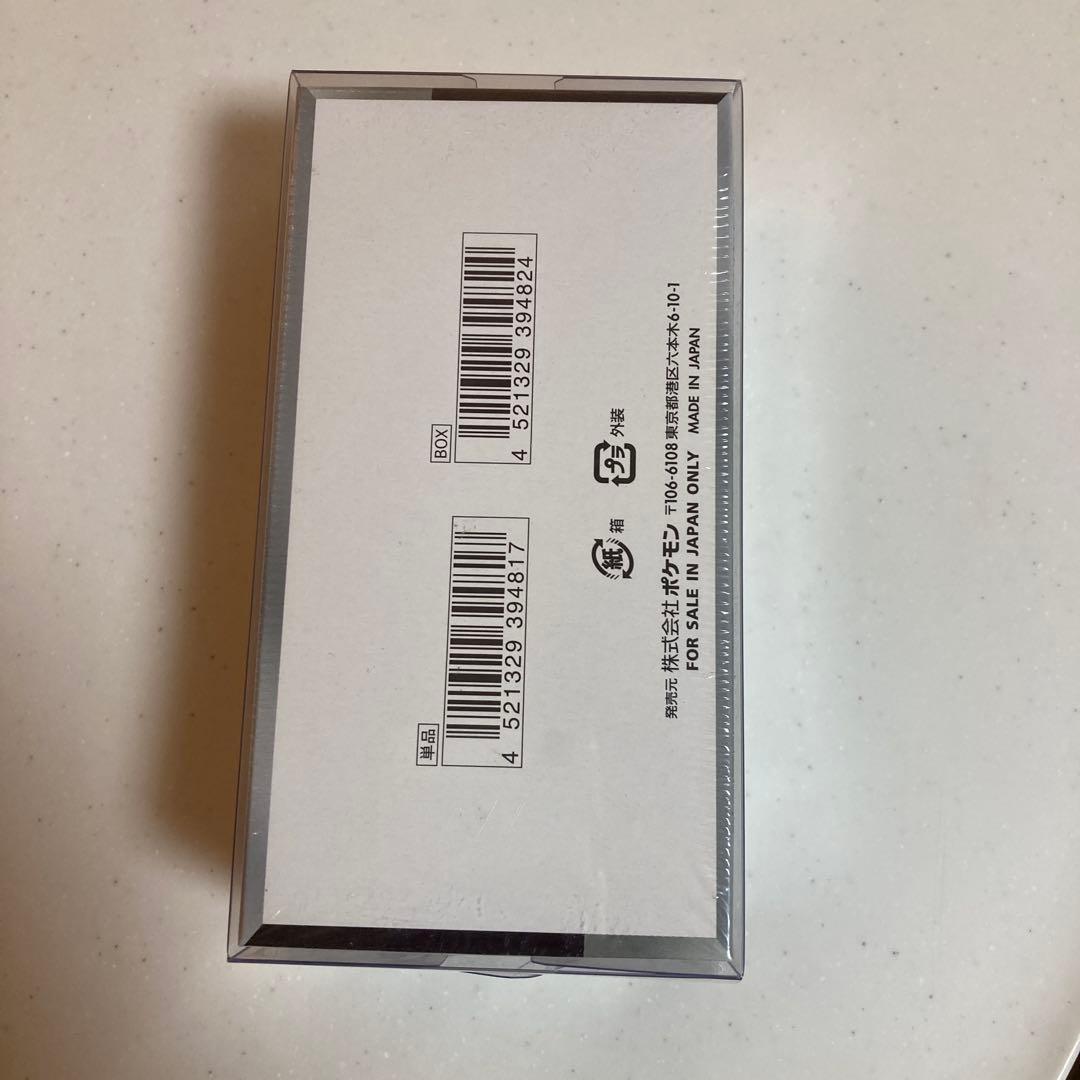 単品
4 521329 394817
BOX
4 521329 394824
紙 箱
プラ 外装
発売元 株式会社 ポケモン 〒106-6108 東京都港区六本木6-10-1
FOR SALE IN JAPAN ONLY MADE IN JAPAN